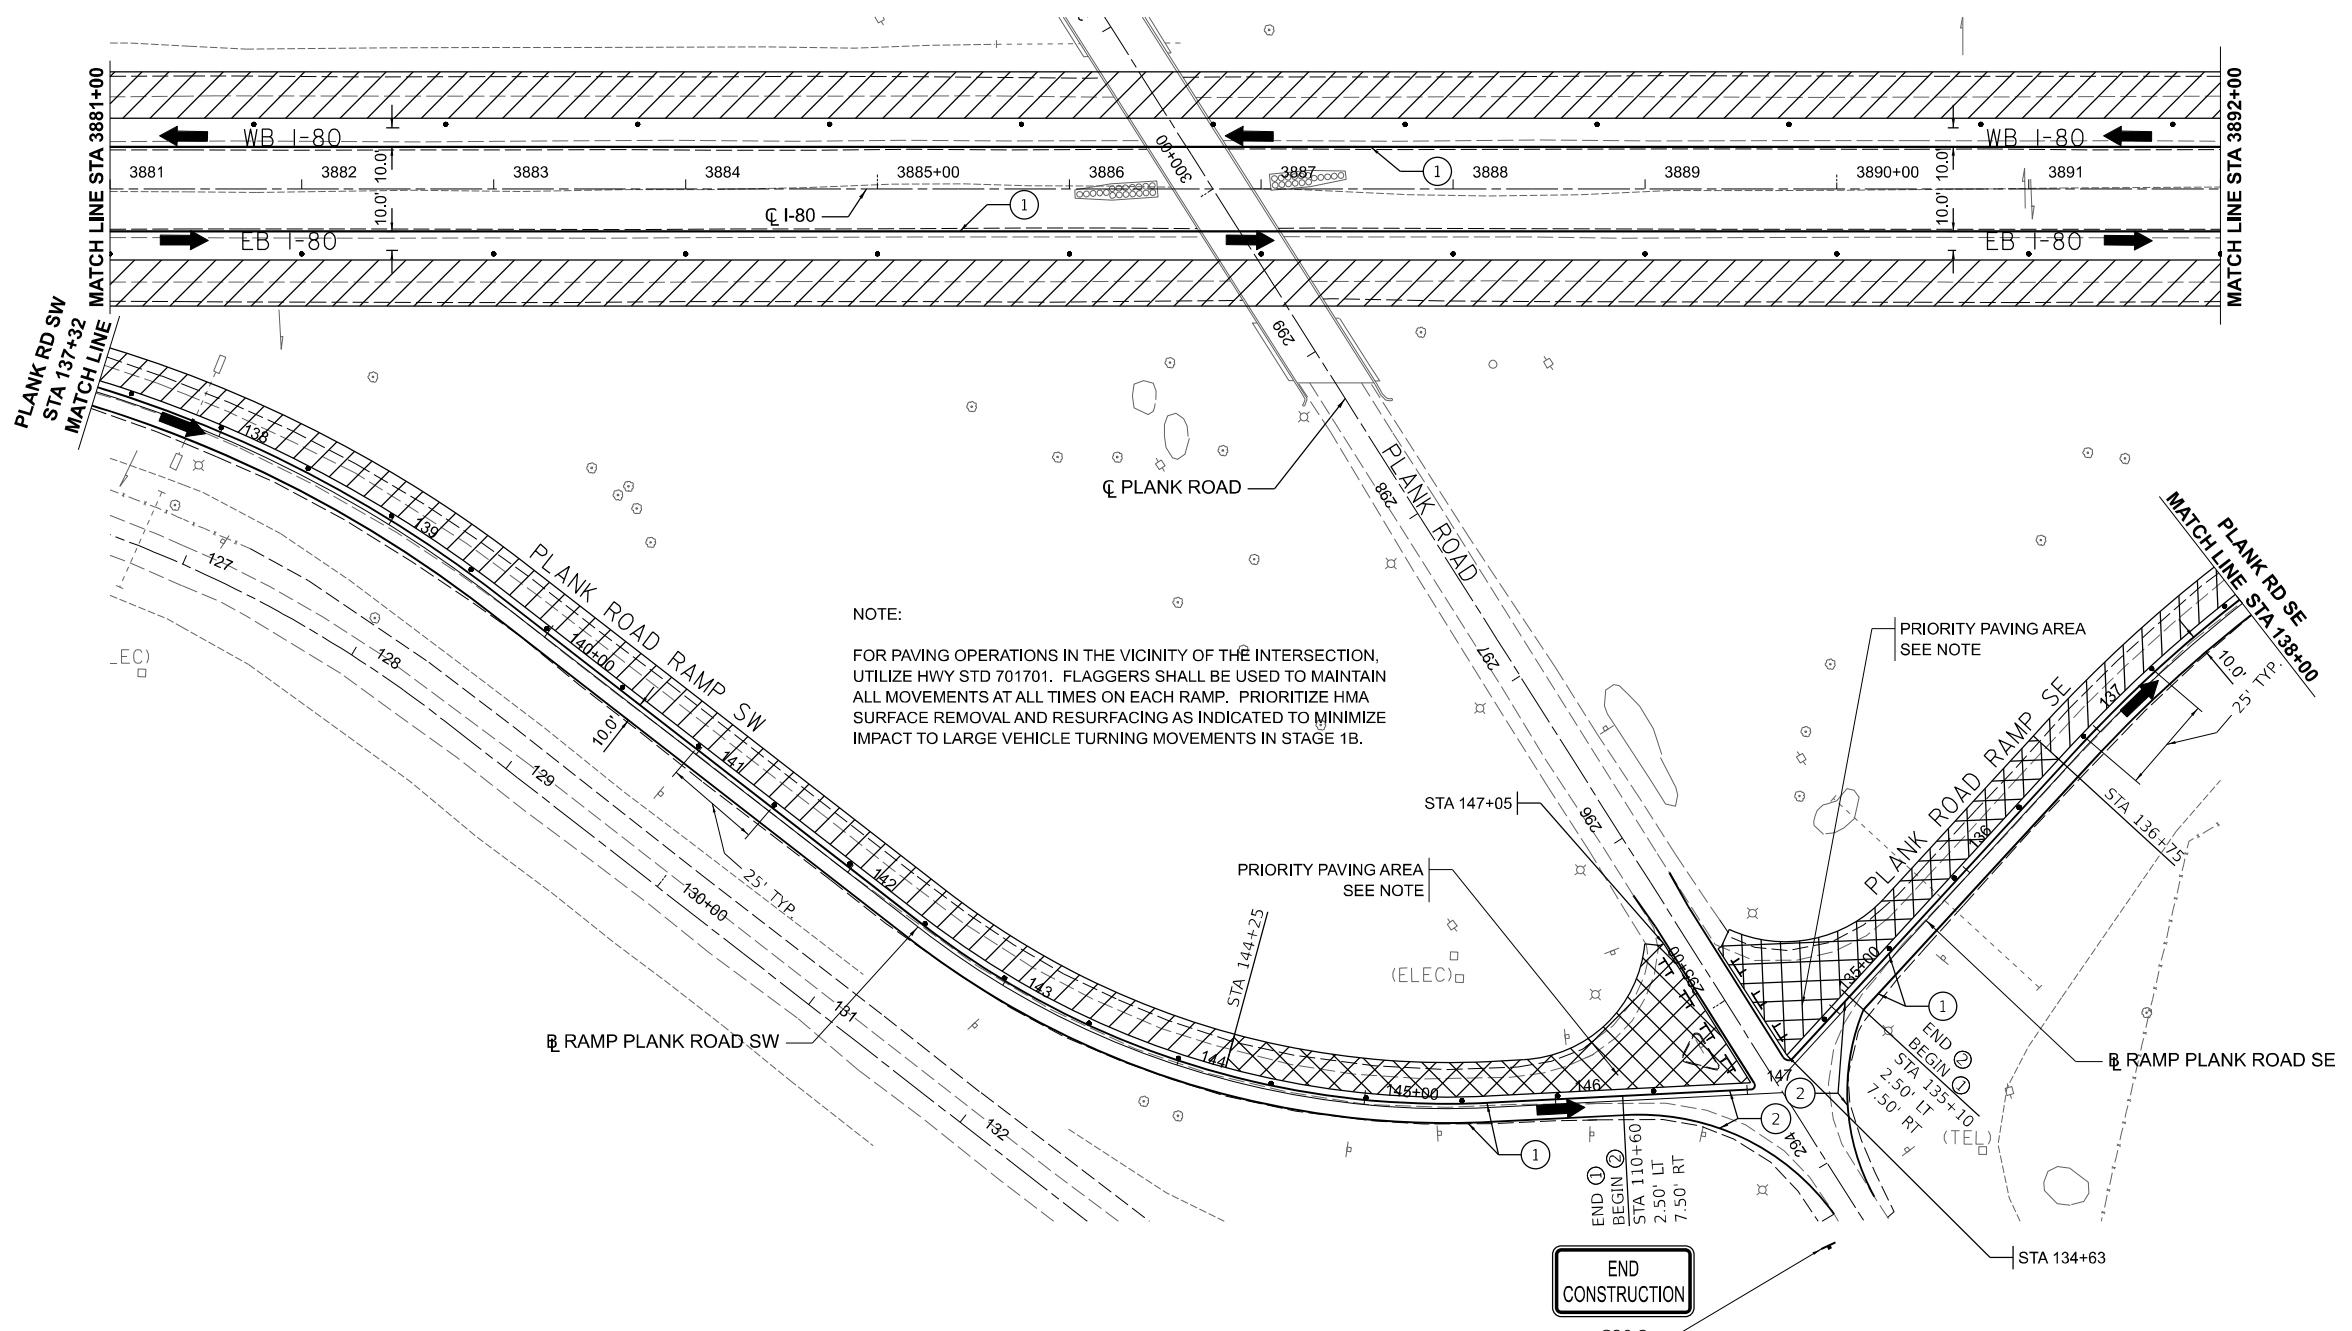 MATCH LINE STA 3881+00
WB I-80
10.0'
10.0'
3881
3882
3883
3884
3885+00
3886
3887
3888
3889
3890+00
3891
300+00
1
WB I-80
10.0'
10.0'
MATCH LINE STA 3892+00
℄ I-80
1
EB I-80
EB I-80
PLANK RD SW
STA 137+32
MATCH LINE
299
138
139
127
128
PLANK ROAD RAMP SW
140+00
10.0'
141
129
142
25' TYP.
130+00
143
131
132
℄ PLANK ROAD
PLANK ROAD
298
297
296
NOTE:
FOR PAVING OPERATIONS IN THE VICINITY OF THE INTERSECTION,
UTILIZE HWY STD 701701. FLAGGERS SHALL BE USED TO MAINTAIN
ALL MOVEMENTS AT ALL TIMES ON EACH RAMP. PRIORITIZE HMA
SURFACE REMOVAL AND RESURFACING AS INDICATED TO MINIMIZE
IMPACT TO LARGE VEHICLE TURNING MOVEMENTS IN STAGE 1B.
PLANK RD SE
MATCH LINE STA 138+00
PRIORITY PAVING AREA
SEE NOTE
PLANK ROAD RAMP SE
137
10.0'
25' TYP.
STA 136+75
136
STA 147+05
PRIORITY PAVING AREA
SEE NOTE
STA 144+25
(ELEC)
295+00
135+00
1
BL RAMP PLANK ROAD SW
144
145+00
146
147
2
2
1
END 1
BEGIN 2
STA 110+60
2.50' LT
7.50' RT
294
END 2
BEGIN 1
STA 135+10
2.50' LT
7.50' RT
BL RAMP PLANK ROAD SE
(TEL)
STA 134+63
END
CONSTRUCTION